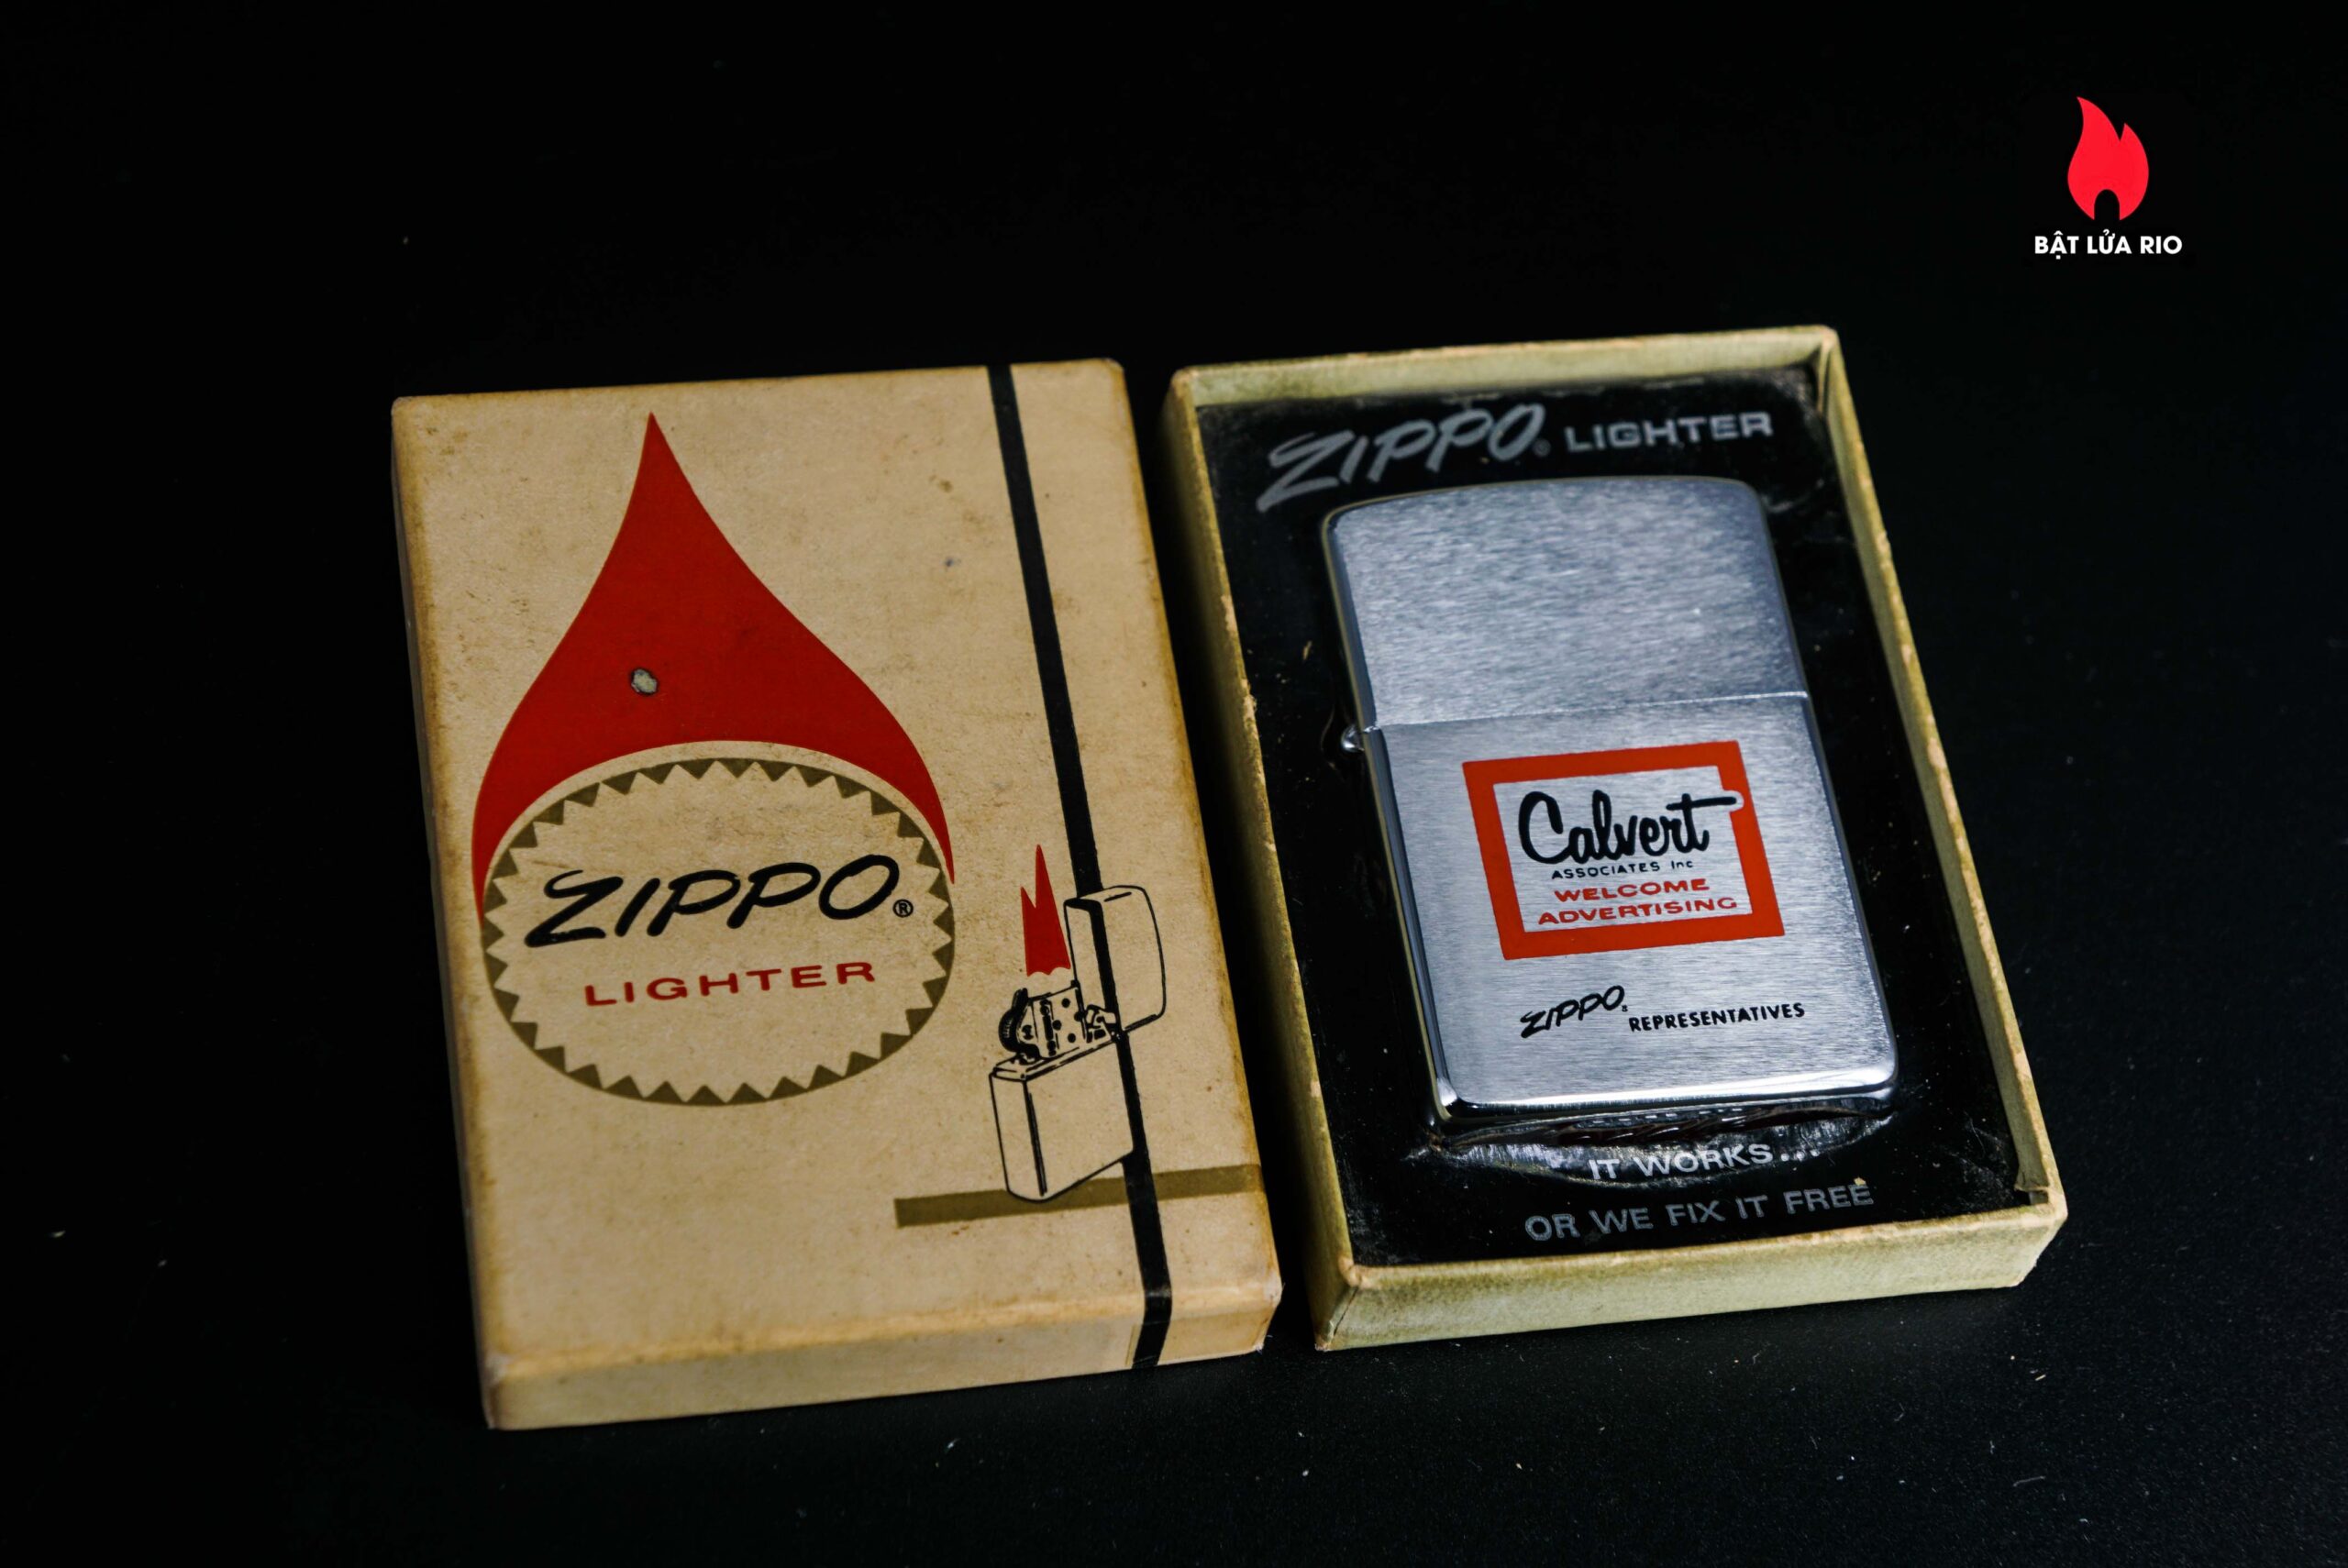 BẬT LỬA RIO
ZIPPO®
LIGHTER
ZIPPO® LIGHTER
Calvert
ASSOCIATES Inc
WELCOME
ADVERTISING
ZIPPO® REPRESENTATIVES
IT WORKS...
OR WE FIX IT FREE